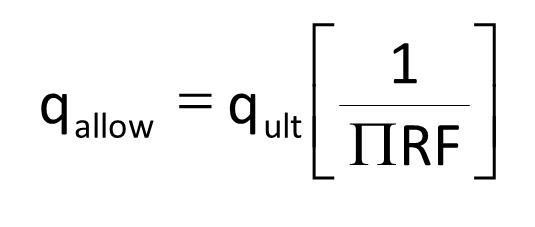 q_allow = q_ult [ 1 / ΠRF ]